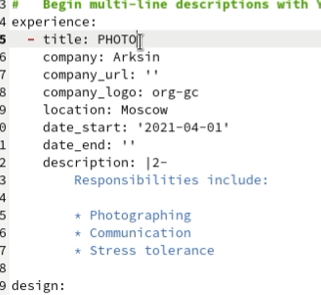 3 #   Begin multi-line descriptions with Y
4 experience:
5   - title: PHOTO
6     company: Arksin
7     company_url: ''
8     company_logo: org-gc
9     location: Moscow
0     date_start: '2021-04-01'
1     date_end: ''
2     description: |2-
3         Responsibilities include:
4
5         * Photographing
6         * Communication
7         * Stress tolerance
8
9 design: